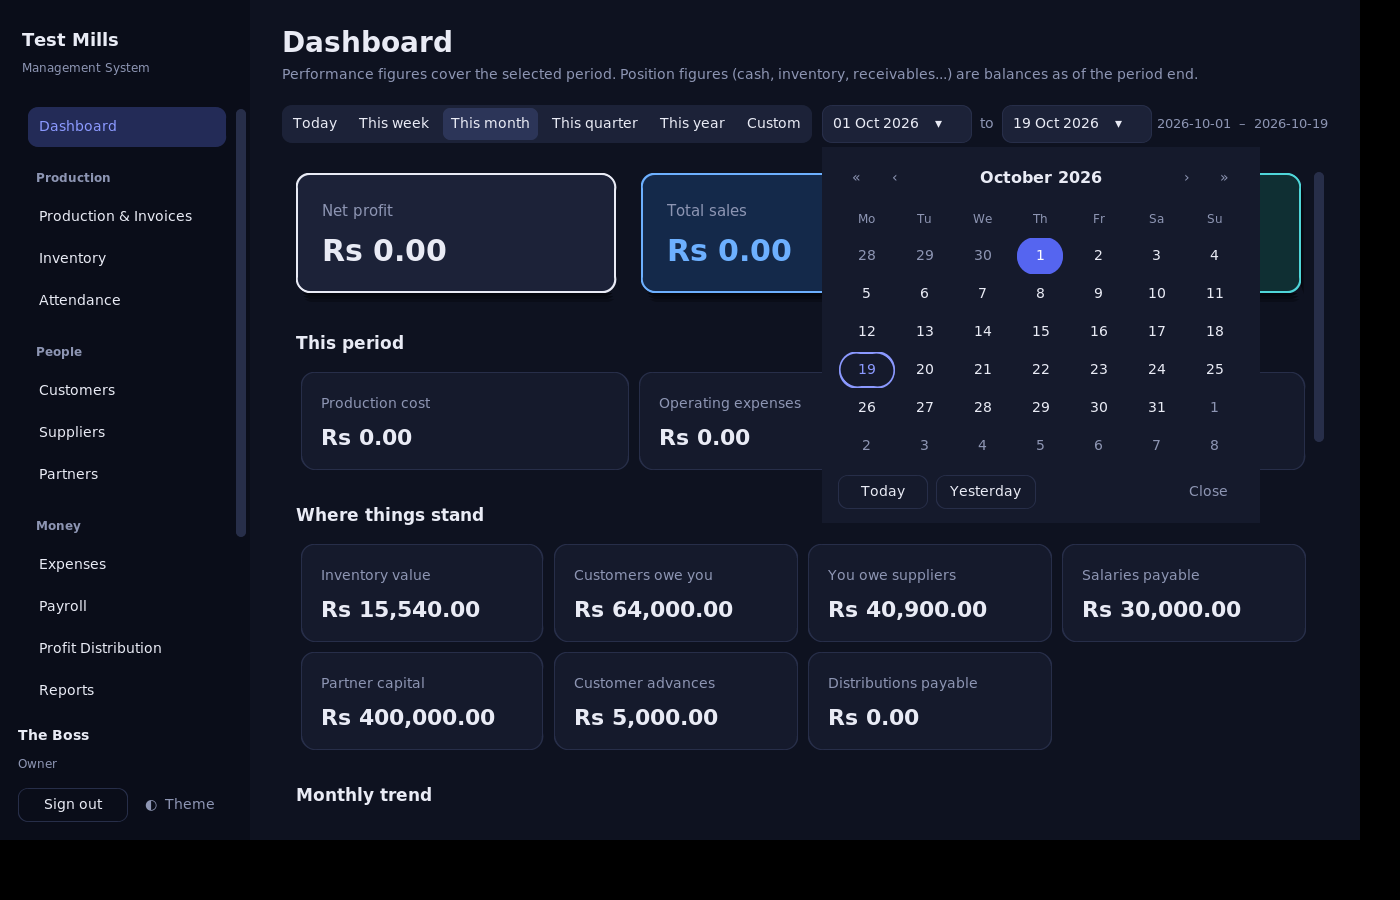 Test Mills
Management System
Dashboard
Production
Production & Invoices
Inventory
Attendance
People
Customers
Suppliers
Partners
Money
Expenses
Payroll
Profit Distribution
Reports
The Boss
Owner
Sign out
◐ Theme
Dashboard
Performance figures cover the selected period. Position figures (cash, inventory, receivables...) are balances as of the period end.
Today This week This month This quarter This year Custom 01 Oct 2026 ▾ to 19 Oct 2026 ▾ 2026-10-01 – 2026-10-19
Net profit
Rs 0.00
Total sales
Rs 0.00
« ‹ October 2026 › »
Mo Tu We Th Fr Sa Su
28 29 30 1 2 3 4
5 6 7 8 9 10 11
12 13 14 15 16 17 18
19 20 21 22 23 24 25
26 27 28 29 30 31 1
2 3 4 5 6 7 8
Today Yesterday Close
This period
Production cost
Rs 0.00
Operating expenses
Rs 0.00
Where things stand
Inventory value
Rs 15,540.00
Customers owe you
Rs 64,000.00
You owe suppliers
Rs 40,900.00
Salaries payable
Rs 30,000.00
Partner capital
Rs 400,000.00
Customer advances
Rs 5,000.00
Distributions payable
Rs 0.00
Monthly trend